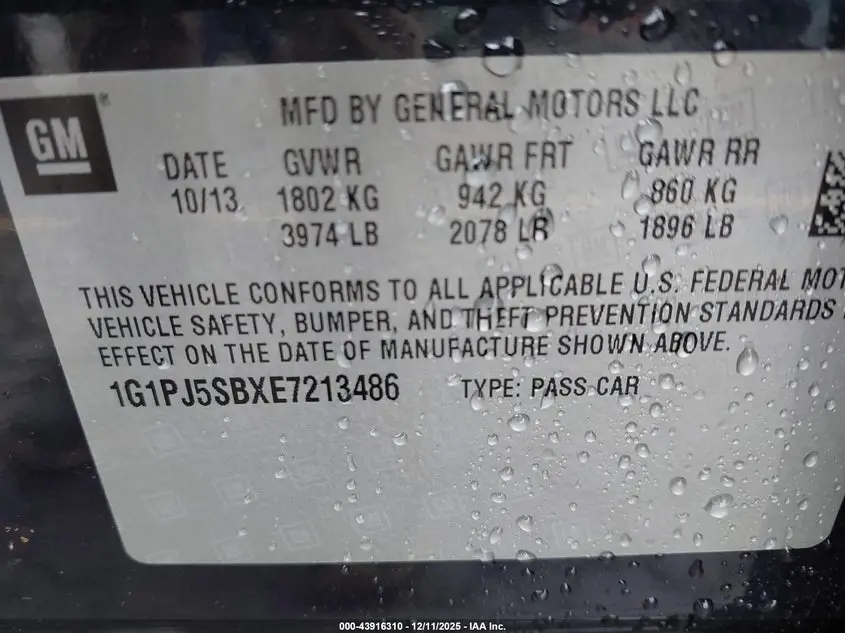 GM
MFD BY GENERAL MOTORS LLC
DATE GVWR GAWR FRT GAWR RR
10/13 1802 KG 942 KG 860 KG
3974 LB 2078 LB 1896 LB
THIS VEHICLE CONFORMS TO ALL APPLICABLE U.S. FEDERAL MOT
VEHICLE SAFETY, BUMPER, AND THEFT PREVENTION STANDARDS
EFFECT ON THE DATE OF MANUFACTURE SHOWN ABOVE.
1G1PJ5SBXE7213486 TYPE: PASS CAR
000-43916310 - 12/11/2025 - IAA Inc.